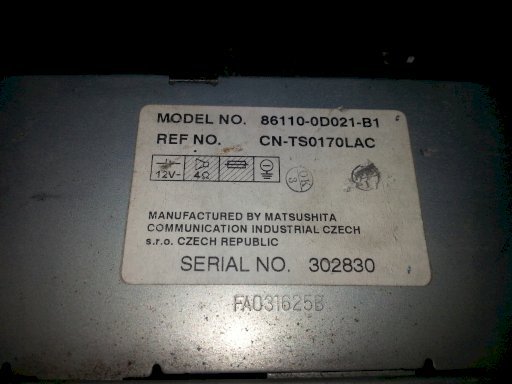 MODEL NO. 86110-0D021-B1
REF NO. CN-TS0170LAC
12V⎓ 4Ω
MANUFACTURED BY MATSUSHITA
COMMUNICATION INDUSTRIAL CZECH
s.r.o. CZECH REPUBLIC
SERIAL NO. 302830
FA031625B